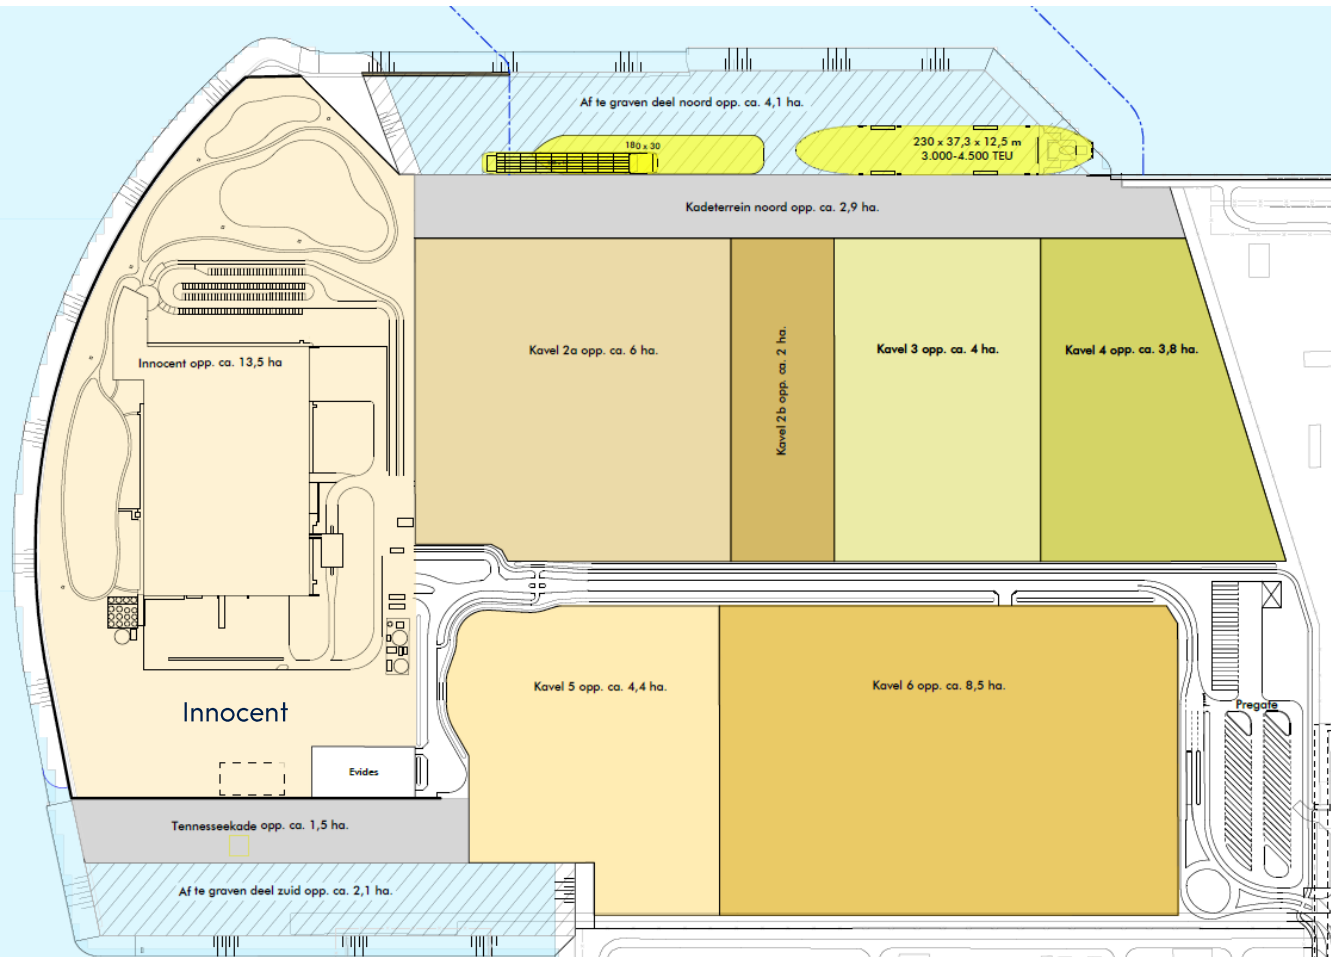 Af te graven deel noord opp. ca. 4,1 ha.
180 x 30
230 x 37,3 x 12,5 m
3.000-4.500 TEU
Kadeterrein noord opp. ca. 2,9 ha.
Innocent opp. ca. 13,5 ha
Kavel 2a opp. ca. 6 ha.
Kavel 2b opp. ca. 2 ha.
Kavel 3 opp. ca. 4 ha.
Kavel 4 opp. ca. 3,8 ha.
Kavel 5 opp. ca. 4,4 ha.
Kavel 6 opp. ca. 8,5 ha.
Pregate
Innocent
Evides
Tennesseekade opp. ca. 1,5 ha.
Af te graven deel zuid opp. ca. 2,1 ha.